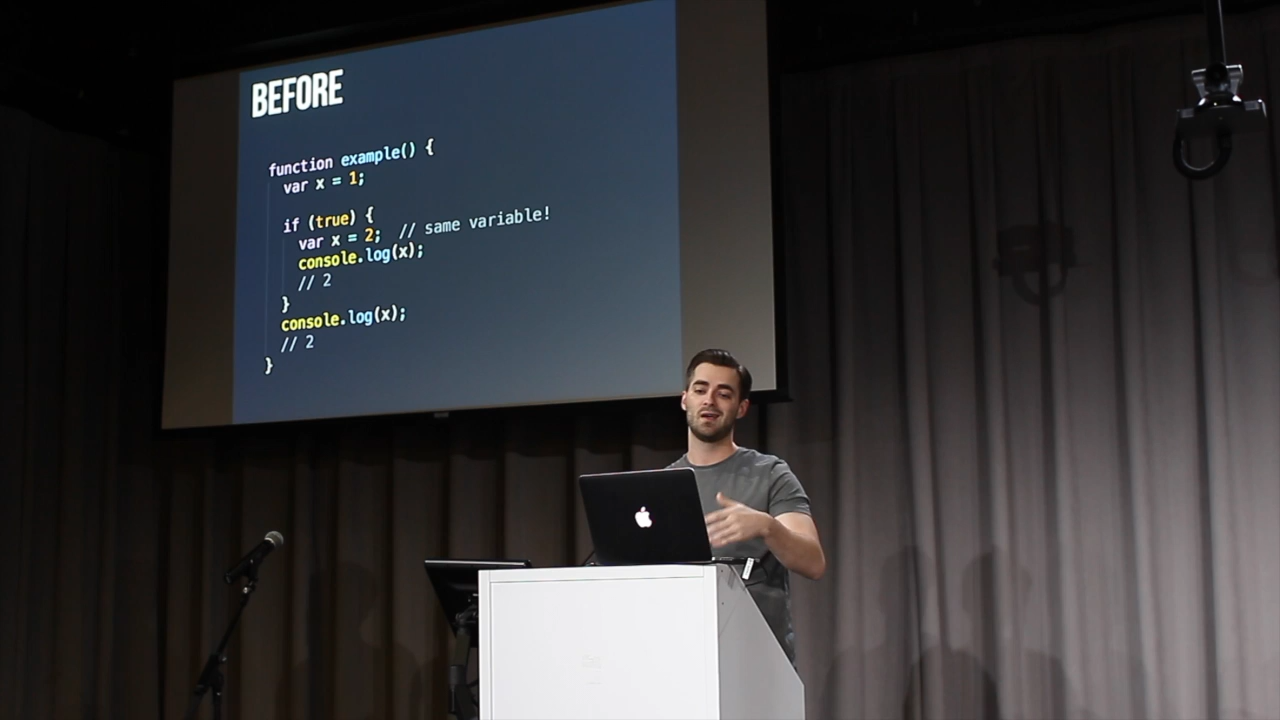 BEFORE
function example() {
var x = 1;
if (true) {
var x = 2; // same variable!
console.log(x);
// 2
}
console.log(x);
// 2
}